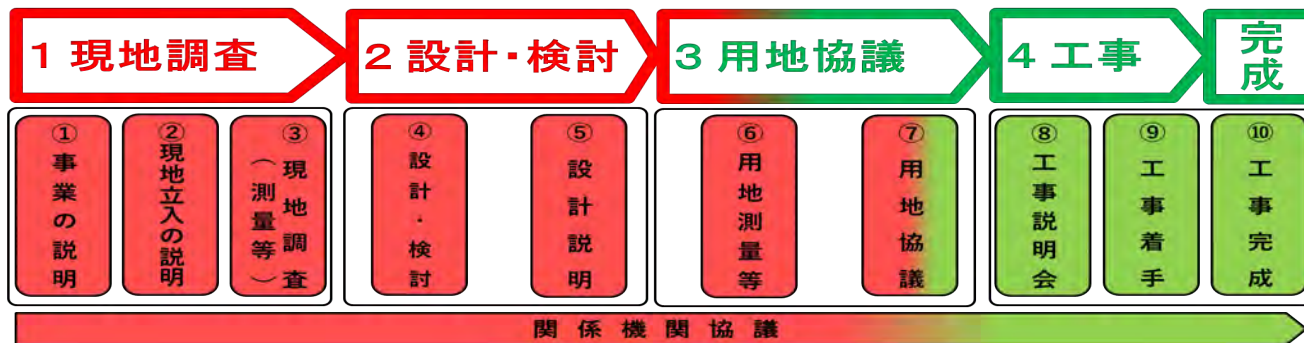 1 現地調査
2 設計・検討
3 用地協議
4 工事
完成
①事業の説明
②現地立入の説明
③現地調査
(測量等)
④設計・検討
⑤設計説明
⑥用地測量等
⑦用地協議
⑧工事説明会
⑨工事着手
⑩工事完成
関係機関協議